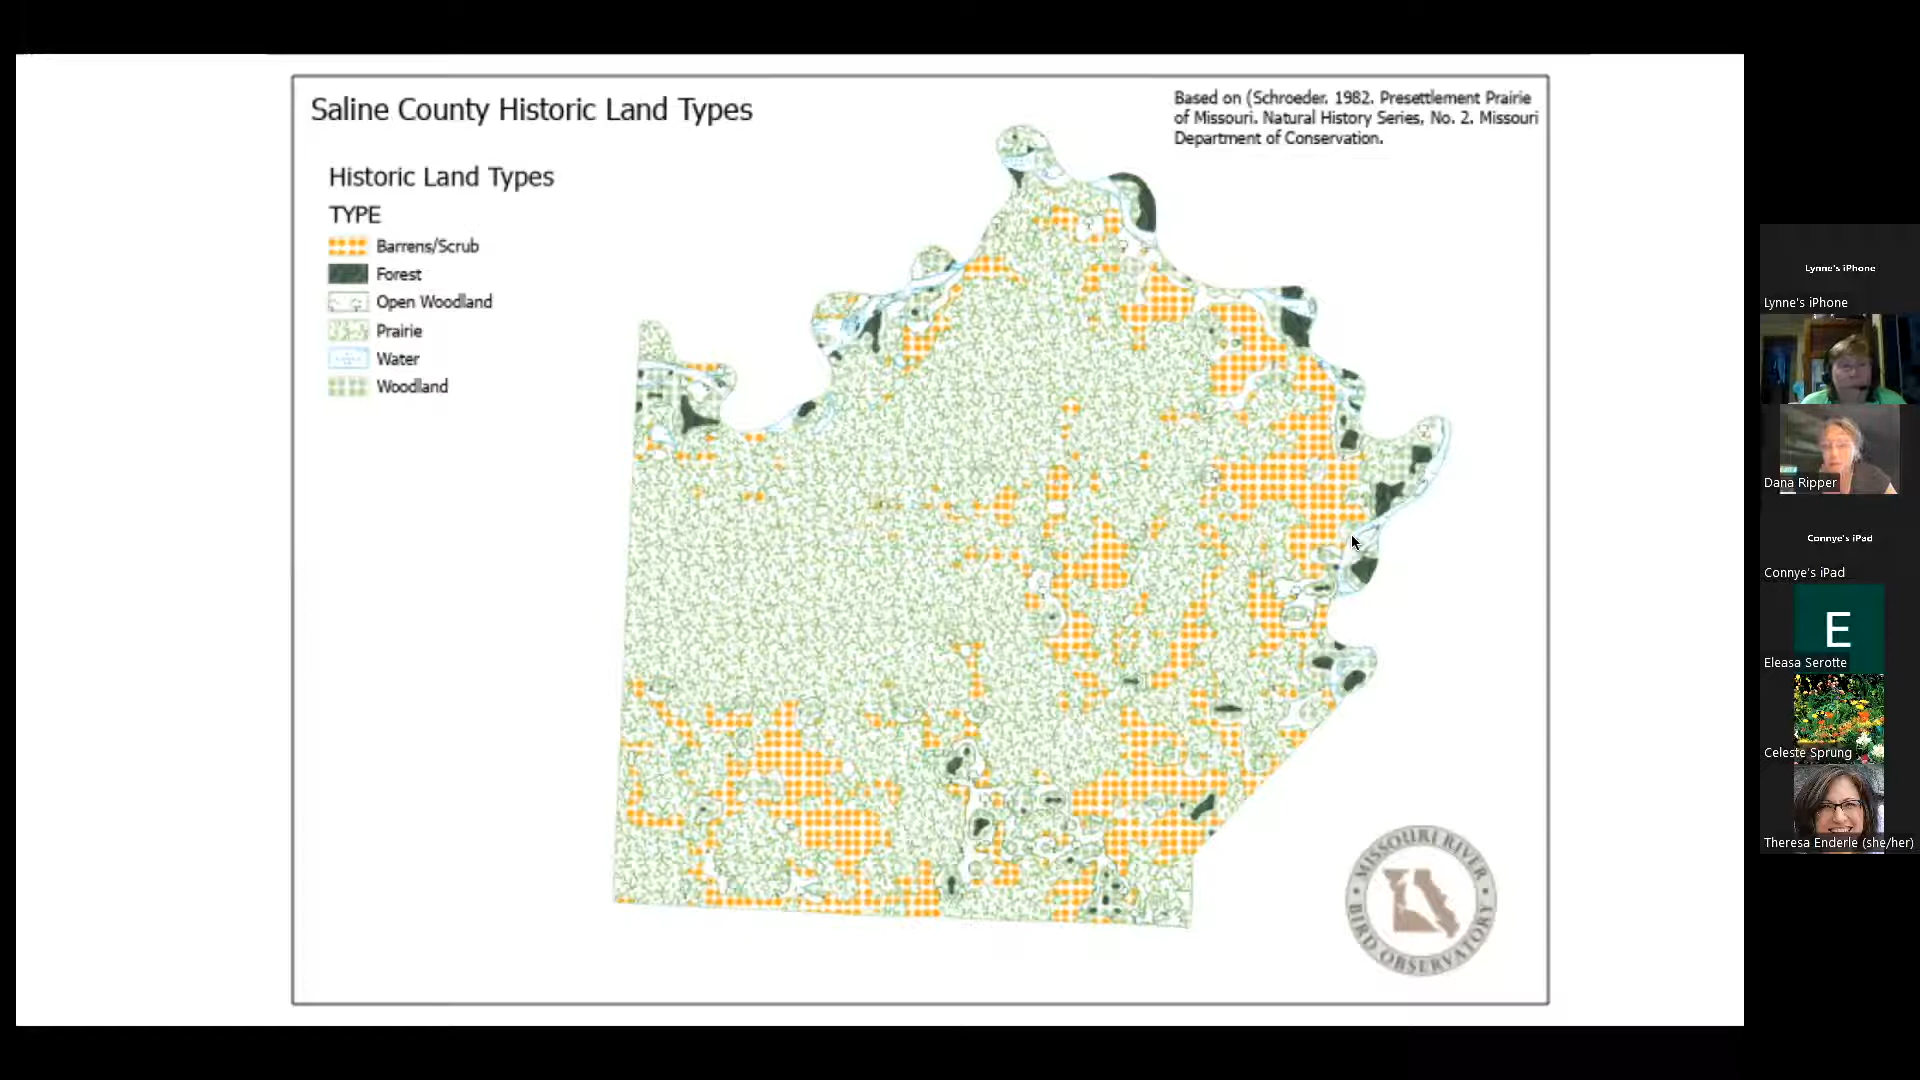 Saline County Historic Land Types
Based on (Schroeder. 1982. Presettlement Prairie
of Missouri. Natural History Series, No. 2. Missouri
Department of Conservation.
Historic Land Types
TYPE
Barrens/Scrub
Forest
Open Woodland
Prairie
Water
Woodland
MISSOURI RIVER
BIRD OBSERVATORY
Lynne's iPhone
Lynne's iPhone
Dana Ripper
Connye's iPad
Connye's iPad
E
Eleasa Serotte
Celeste Sprung
Theresa Enderle (she/her)